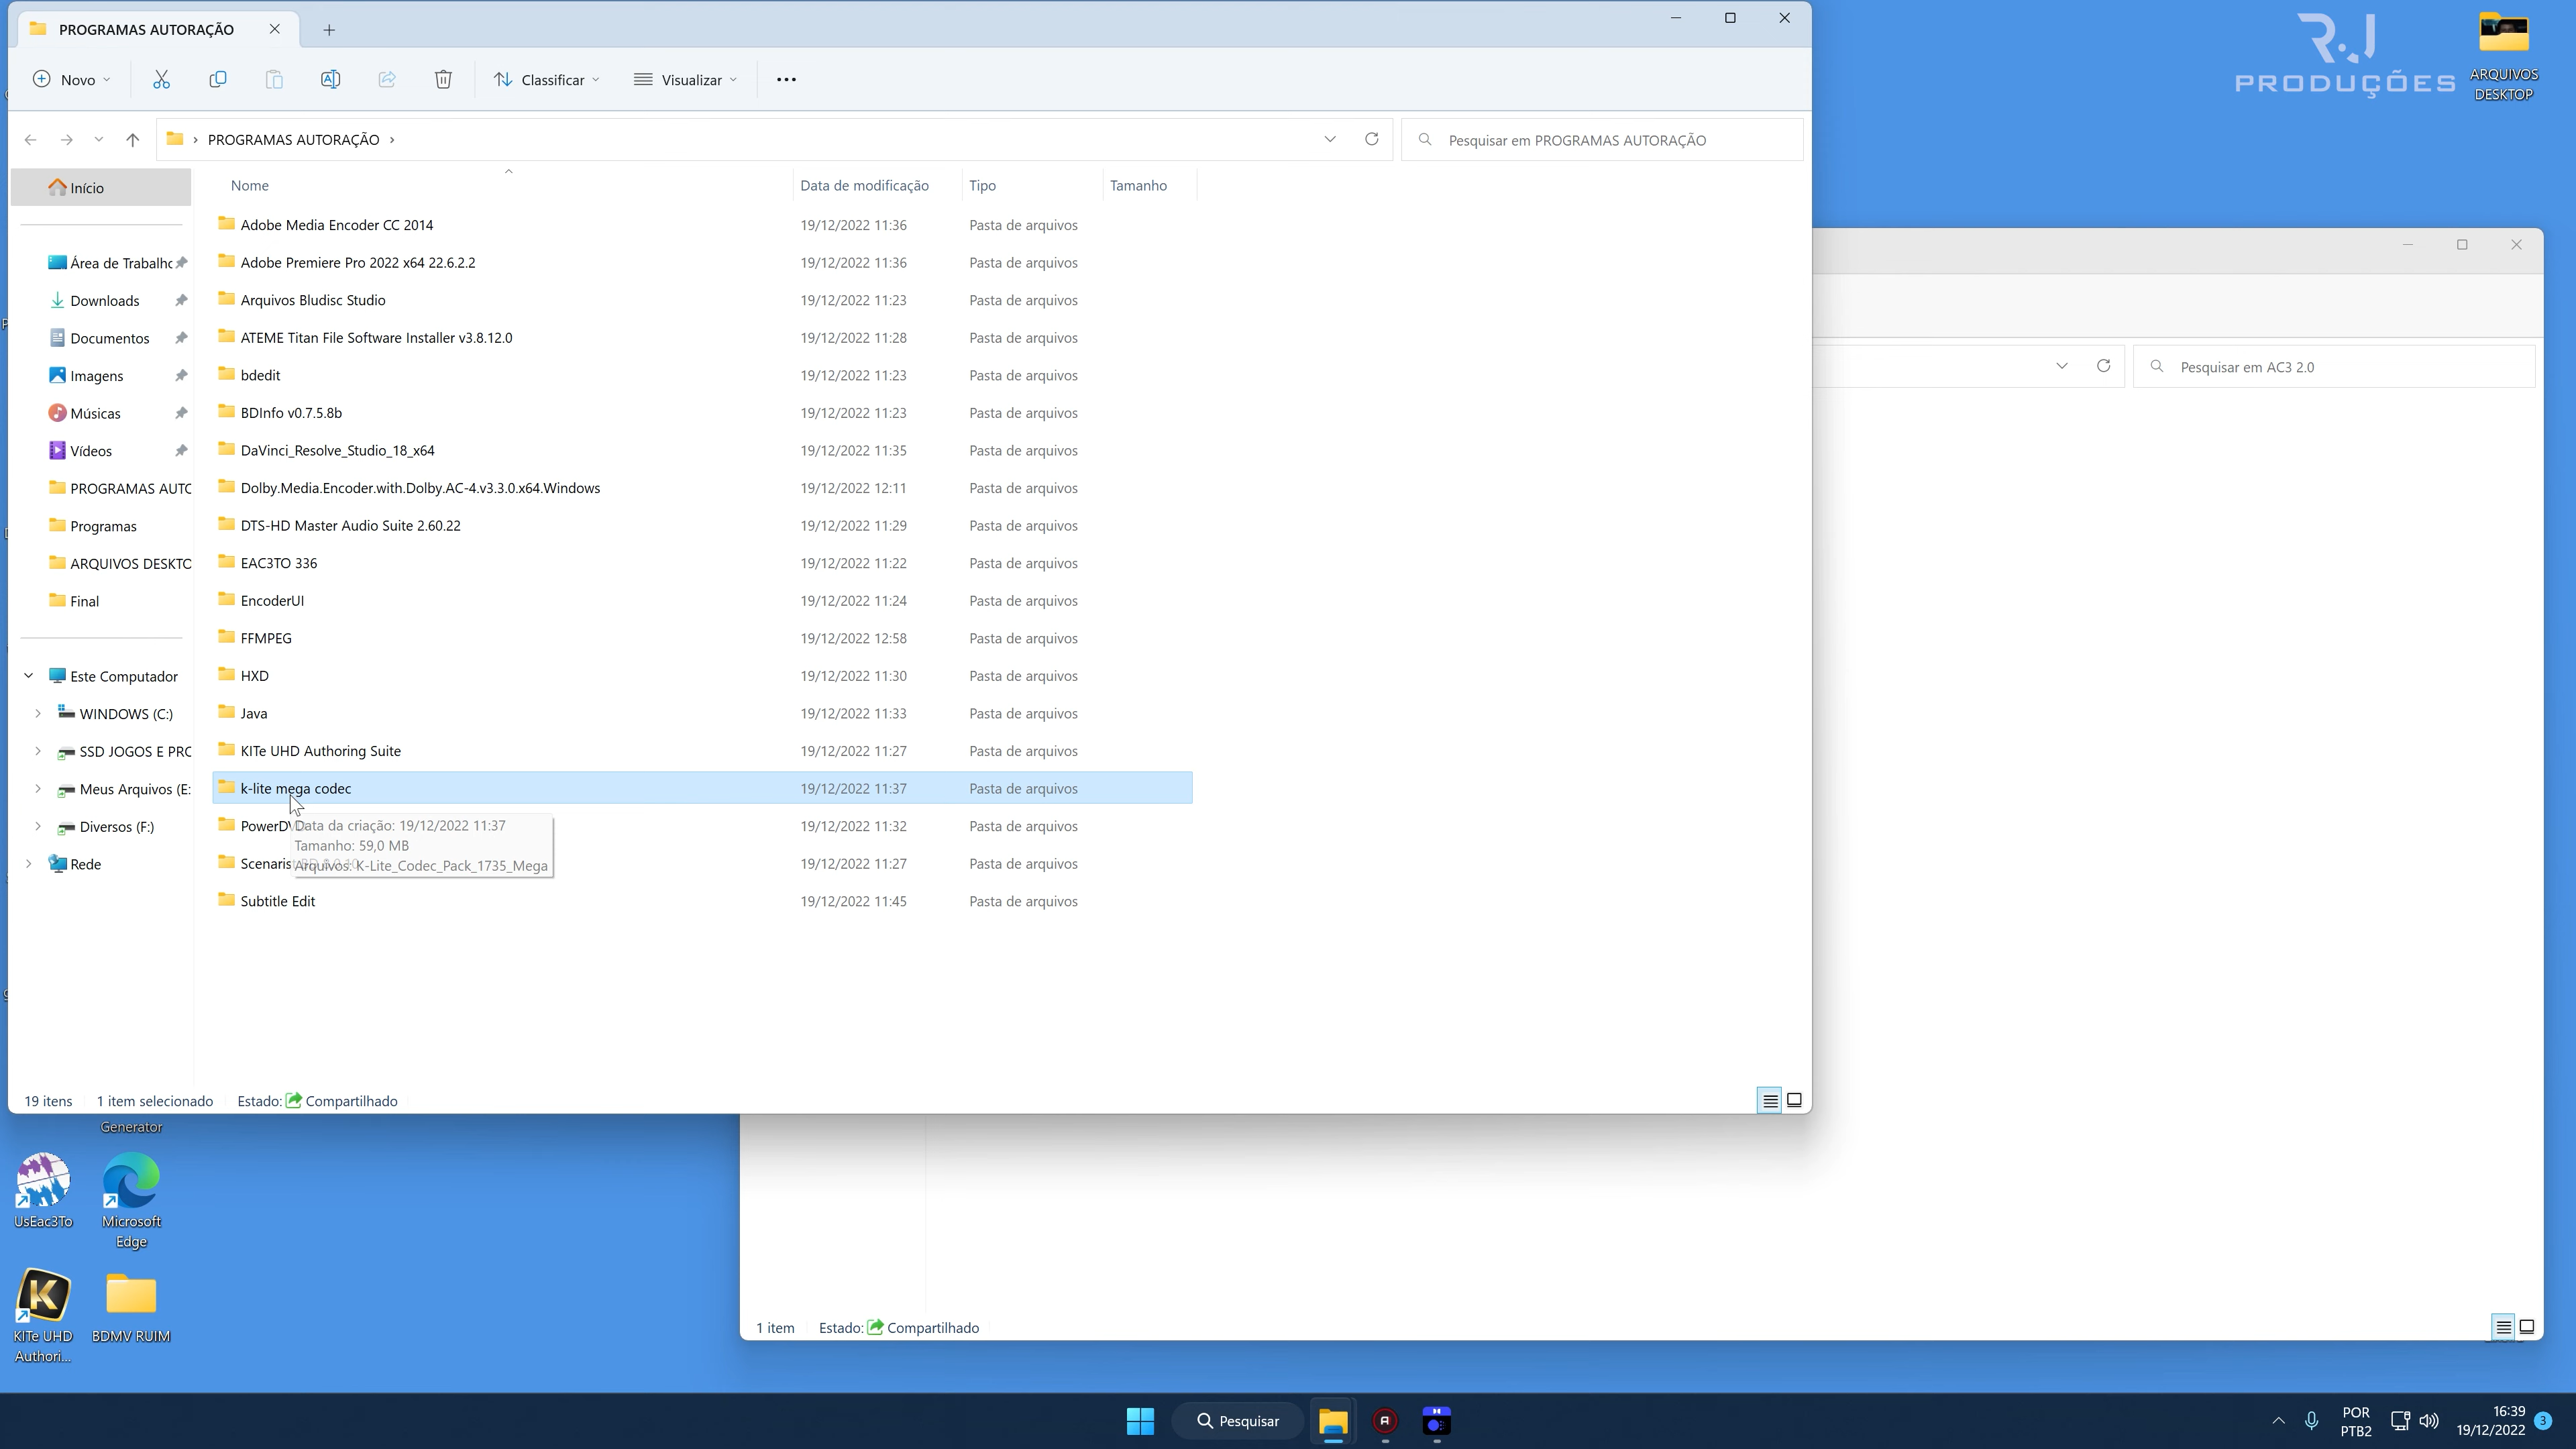 PROGRAMAS AUTORAÇÃO
Novo
Classificar
Visualizar
PROGRAMAS AUTORAÇÃO
Pesquisar em PROGRAMAS AUTORAÇÃO
Nome
Data de modificação
Tipo
Tamanho
Início
Área de Trabalho
Downloads
Documentos
Imagens
Músicas
Vídeos
PROGRAMAS AUTO
Programas
ARQUIVOS DESKTO
Final
Este Computador
WINDOWS (C:)
SSD JOGOS E PRO
Meus Arquivos (E:
Diversos (F:)
Rede
Adobe Media Encoder CC 2014 19/12/2022 11:36 Pasta de arquivos
Adobe Premiere Pro 2022 x64 22.6.2.2 19/12/2022 11:36 Pasta de arquivos
Arquivos Bludisc Studio 19/12/2022 11:23 Pasta de arquivos
ATEME Titan File Software Installer v3.8.12.0 19/12/2022 11:28 Pasta de arquivos
bdedit 19/12/2022 11:23 Pasta de arquivos
BDInfo v0.7.5.8b 19/12/2022 11:23 Pasta de arquivos
DaVinci_Resolve_Studio_18_x64 19/12/2022 11:35 Pasta de arquivos
Dolby.Media.Encoder.with.Dolby.AC-4.v3.3.0.x64.Windows 19/12/2022 12:11 Pasta de arquivos
DTS-HD Master Audio Suite 2.60.22 19/12/2022 11:29 Pasta de arquivos
EAC3TO 336 19/12/2022 11:22 Pasta de arquivos
EncoderUI 19/12/2022 11:24 Pasta de arquivos
FFMPEG 19/12/2022 12:58 Pasta de arquivos
HXD 19/12/2022 11:30 Pasta de arquivos
Java 19/12/2022 11:33 Pasta de arquivos
KITe UHD Authoring Suite 19/12/2022 11:27 Pasta de arquivos
k-lite mega codec 19/12/2022 11:37 Pasta de arquivos
PowerDV 19/12/2022 11:32 Pasta de arquivos
Scenaris 19/12/2022 11:27 Pasta de arquivos
Subtitle Edit 19/12/2022 11:45 Pasta de arquivos
Data da criação: 19/12/2022 11:37
Tamanho: 59,0 MB
Arquivos: K-Lite_Codec_Pack_1735_Mega
19 itens
1 item selecionado
Estado: Compartilhado
Pesquisar em AC3 2.0
1 item
Estado: Compartilhado
R.J
PRODUÇÕES
ARQUIVOS
DESKTOP
Generator
UsEac3To
Microsoft
Edge
KITe UHD
Authori...
BDMV RUIM
Pesquisar
POR
PTB2
16:39
19/12/2022
3